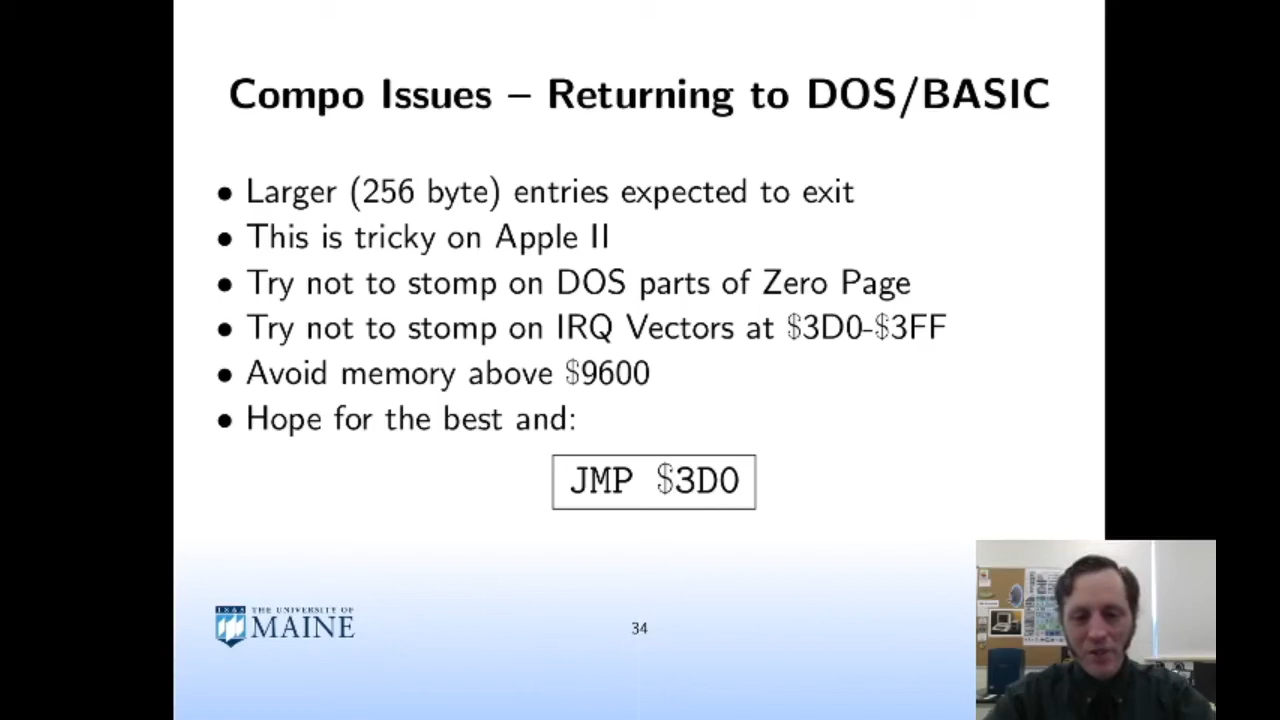 Compo Issues – Returning to DOS/BASIC
• Larger (256 byte) entries expected to exit
• This is tricky on Apple II
• Try not to stomp on DOS parts of Zero Page
• Try not to stomp on IRQ Vectors at $3D0-$3FF
• Avoid memory above $9600
• Hope for the best and:
JMP $3D0
1865
THE UNIVERSITY OF
MAINE
34